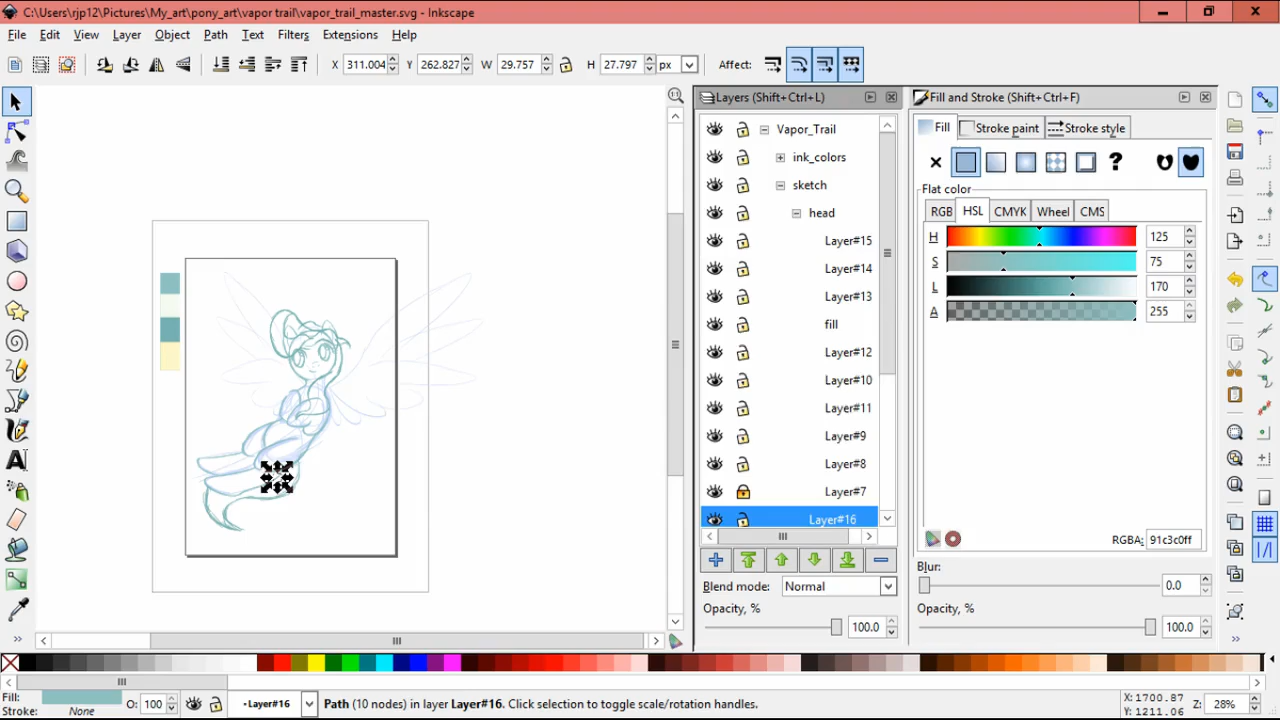 C:\Users\rjp12\Pictures\My_art\pony_art\vapor trail\vapor_trail_master.svg - Inkscape
File Edit View Layer Object Path Text Filters Extensions Help
X 311.004 Y 262.827 W 29.757 H 27.797 px Affect:
Layers (Shift+Ctrl+L)
Fill and Stroke (Shift+Ctrl+F)
Vapor_Trail
ink_colors
sketch
head
Layer#15
Layer#14
Layer#13
fill
Layer#12
Layer#10
Layer#11
Layer#9
Layer#8
Layer#7
Layer#16
Blend mode: Normal
Opacity, % 100.0
Fill Stroke paint Stroke style
?
Flat color
RGB HSL CMYK Wheel CMS
H 125
S 75
L 170
A 255
RGBA: 91c3c0ff
Blur:
0.0
Opacity, %
100.0
Fill:
Stroke: None
O: 100
Layer#16
Path (10 nodes) in layer Layer#16. Click selection to toggle scale/rotation handles.
X: 1700.87
Y: 1211.06
Z: 28%